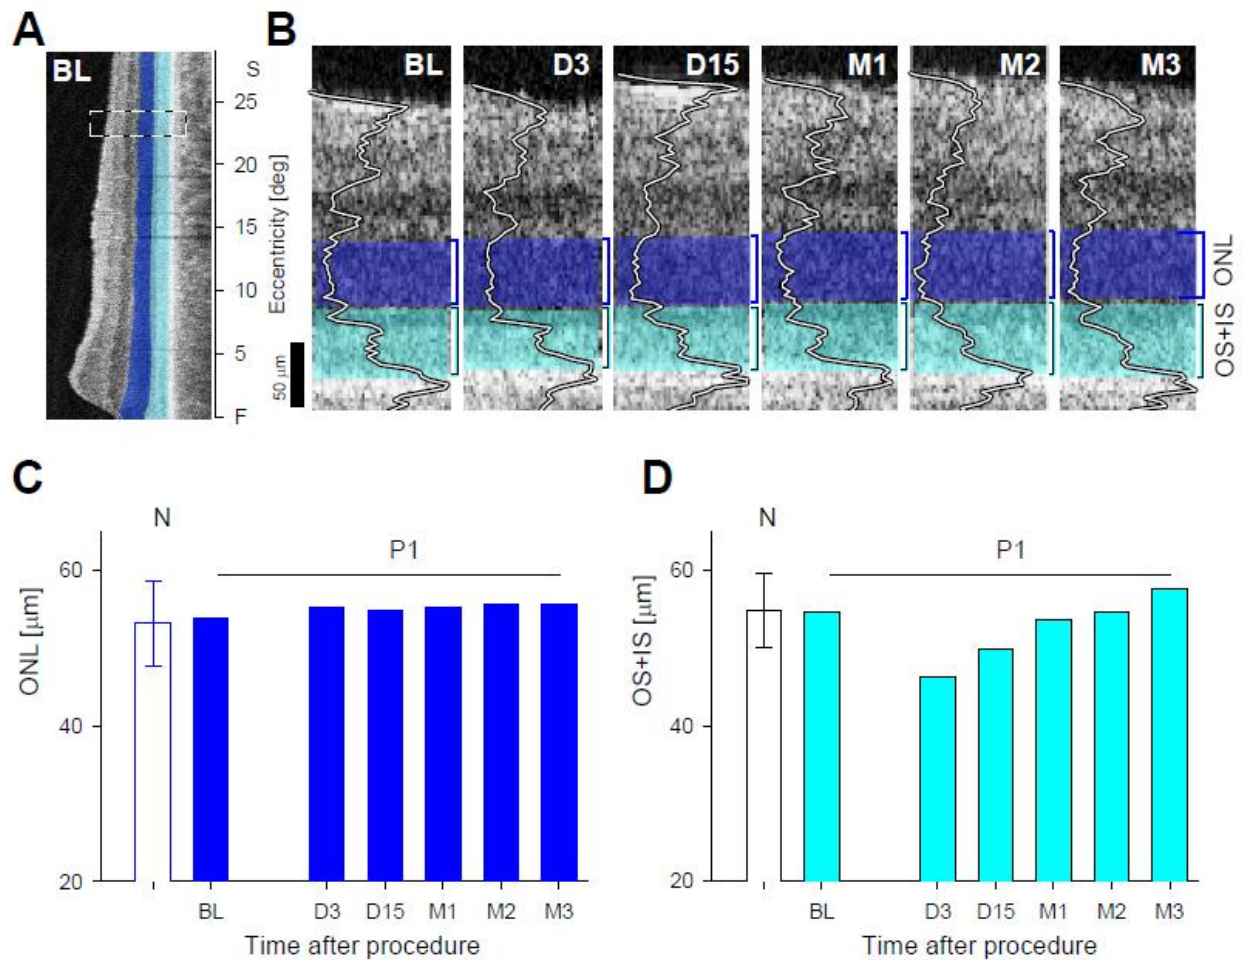 A
BL
S
25
20
15
10
5
F
Eccentricity [deg]
B
BL
D3
D15
M1
M2
M3
50 µm
ONL
OS+IS
C
N
P1
60
40
20
ONL [µm]
BL
D3
D15
M1
M2
M3
Time after procedure
D
N
P1
60
40
20
OS+IS [µm]
BL
D3
D15
M1
M2
M3
Time after procedure